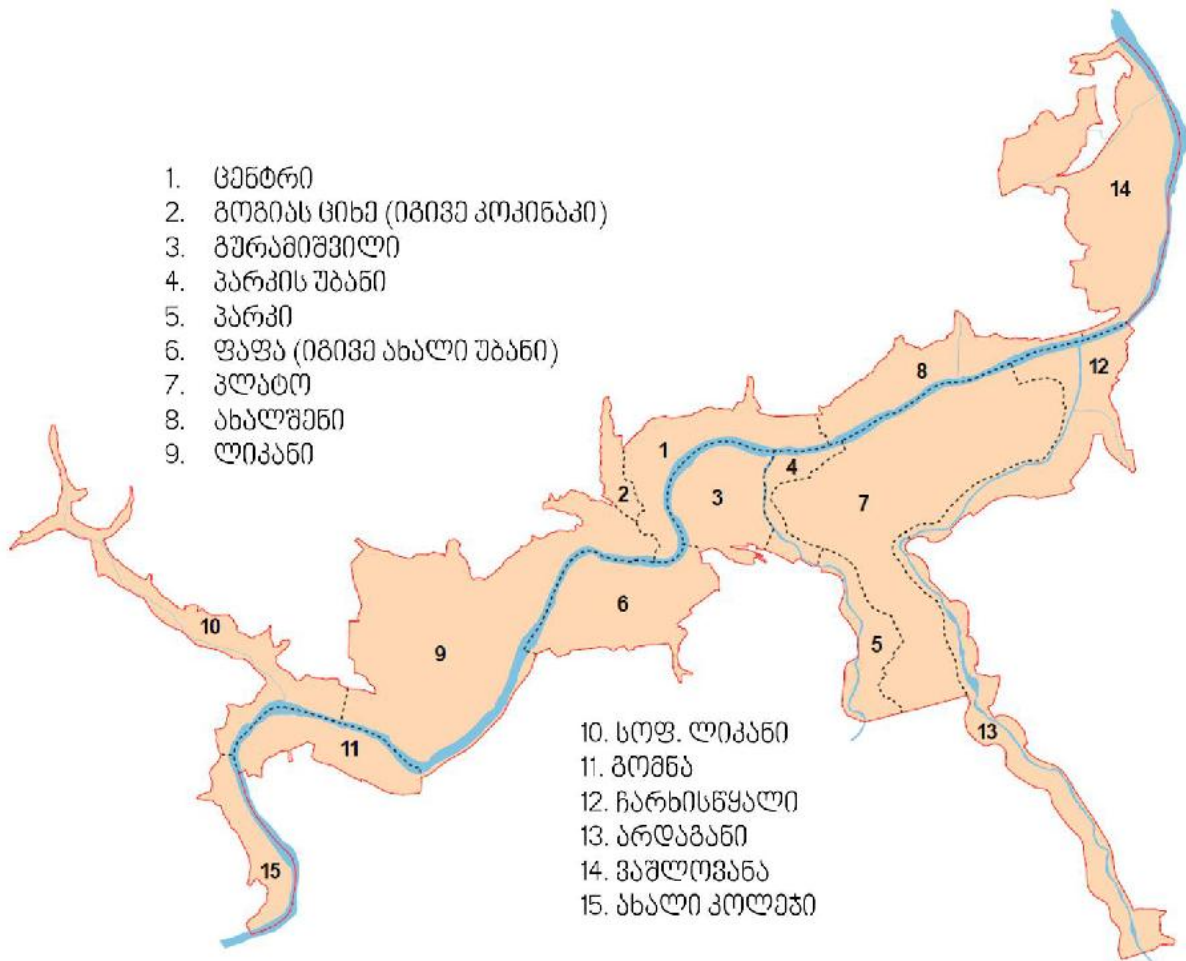 1. ცენტრი
2. გოგიას ციხე (იგივე კოკინაკი)
3. გურამიშვილი
4. პარკის უბანი
5. პარკი
6. ფაფა (იგივე ახალი უბანი)
7. პლატო
8. ახალშენი
9. ლიკანი
10. სოფ. ლიკანი
11. გომნა
12. ჩარხისწყალი
13. არდაგანი
14. ვაშლოვანა
15. ახალი კოლეჯი
14
8
12
1
4
2
3
7
6
10
9
5
11
13
15